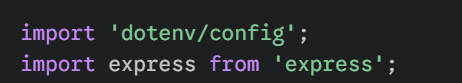 import 'dotenv/config';
import express from 'express';